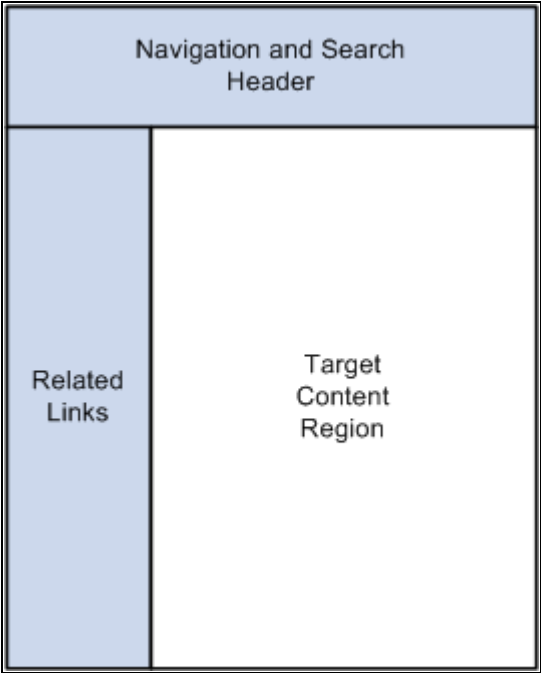 Navigation and Search
Header
Related
Links
Target
Content
Region